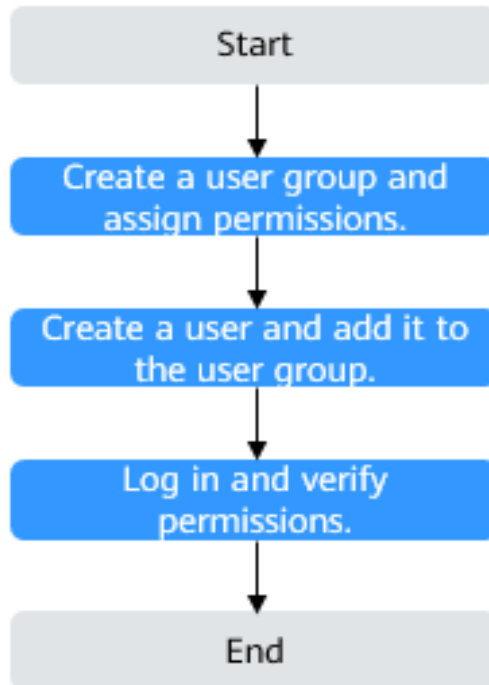 Start
Create a user group and
assign permissions.
Create a user and add it to
the user group.
Log in and verify
permissions.
End